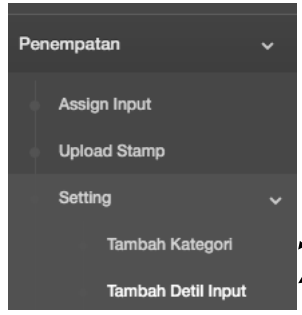 Penempatan
Assign Input
Upload Stamp
Setting
Tambah Kategori
Tambah Detil Input